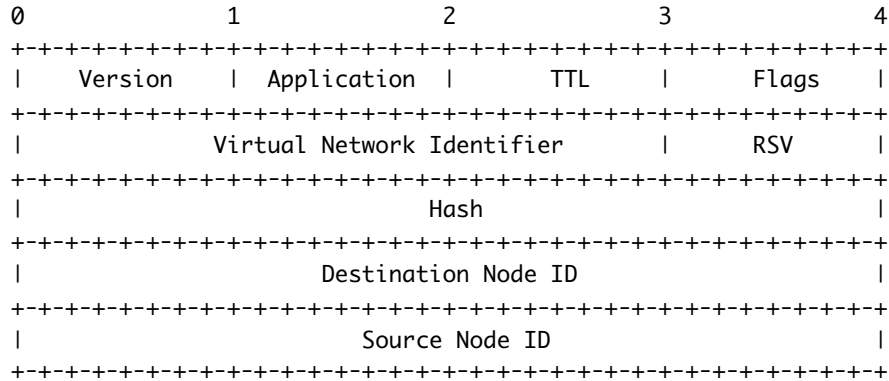 0 1 2 3 4
+-+-+-+-+-+-+-+-+-+-+-+-+-+-+-+-+-+-+-+-+-+-+-+-+-+-+-+-+-+-+-+-+
| Version | Application | TTL | Flags |
+-+-+-+-+-+-+-+-+-+-+-+-+-+-+-+-+-+-+-+-+-+-+-+-+-+-+-+-+-+-+-+-+
| Virtual Network Identifier | RSV |
+-+-+-+-+-+-+-+-+-+-+-+-+-+-+-+-+-+-+-+-+-+-+-+-+-+-+-+-+-+-+-+-+
| Hash |
+-+-+-+-+-+-+-+-+-+-+-+-+-+-+-+-+-+-+-+-+-+-+-+-+-+-+-+-+-+-+-+-+
| Destination Node ID |
+-+-+-+-+-+-+-+-+-+-+-+-+-+-+-+-+-+-+-+-+-+-+-+-+-+-+-+-+-+-+-+-+
| Source Node ID |
+-+-+-+-+-+-+-+-+-+-+-+-+-+-+-+-+-+-+-+-+-+-+-+-+-+-+-+-+-+-+-+-+